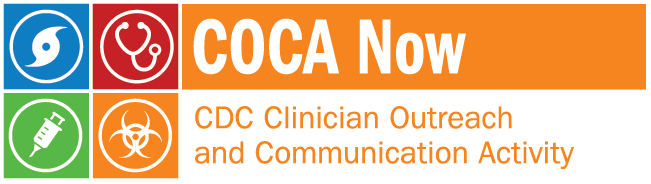 COCA Now
CDC Clinician Outreach
and Communication Activity